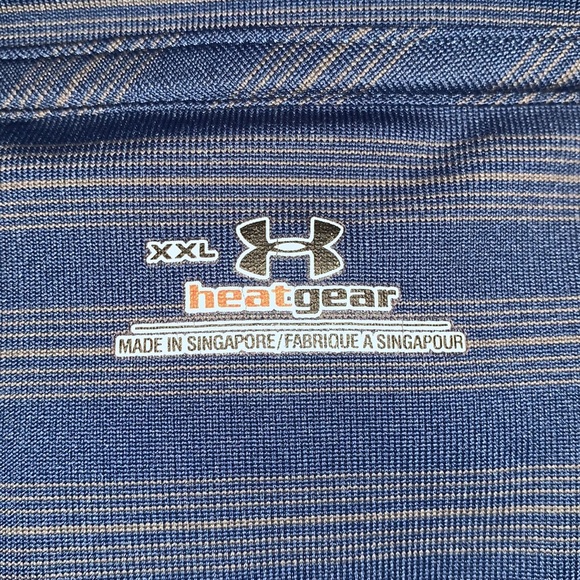 XXL
heatgear
MADE IN SINGAPORE/FABRIQUE A SINGAPOUR